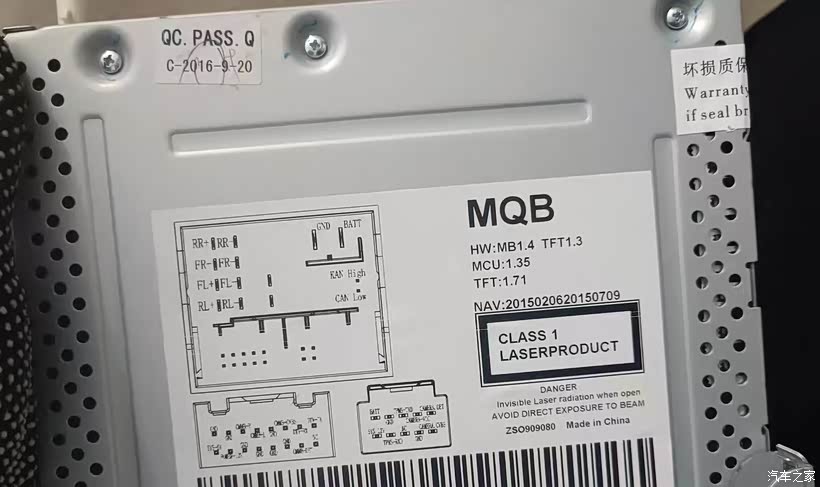 QC. PASS. Q
C-2016-9-20
坏损质保
Warranty
if seal br
MQB
HW:MB1.4 TFT1.3
MCU:1.35
TFT:1.71
NAV:2015020620150709
CLASS 1
LASERPRODUCT
DANGER
Invisible Laser radiation when open
AVOID DIRECT EXPOSURE TO BEAM
ZSO909080 Made in China
GND BATT
RR+ RR-
FR- FR-
FL+ FL-
RL+ RL-
KAN High
CAN Low
BATT
GND
汽车之家